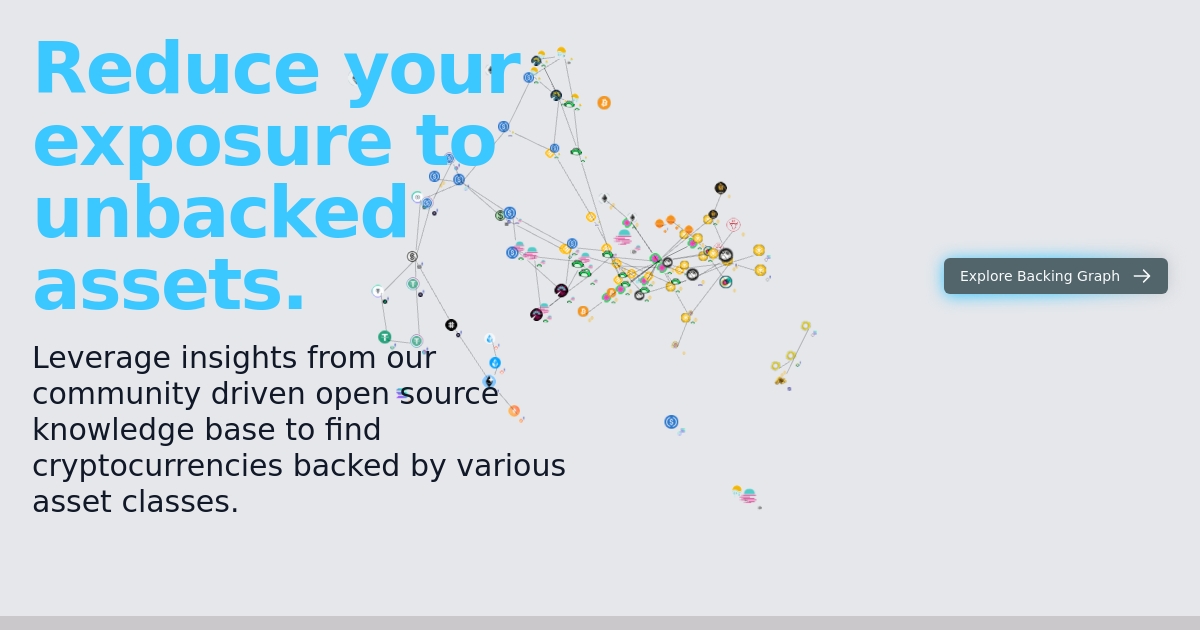 Reduce your
exposure to
unbacked
assets.
Leverage insights from our
community driven open source
knowledge base to find
cryptocurrencies backed by various
asset classes.
Explore Backing Graph